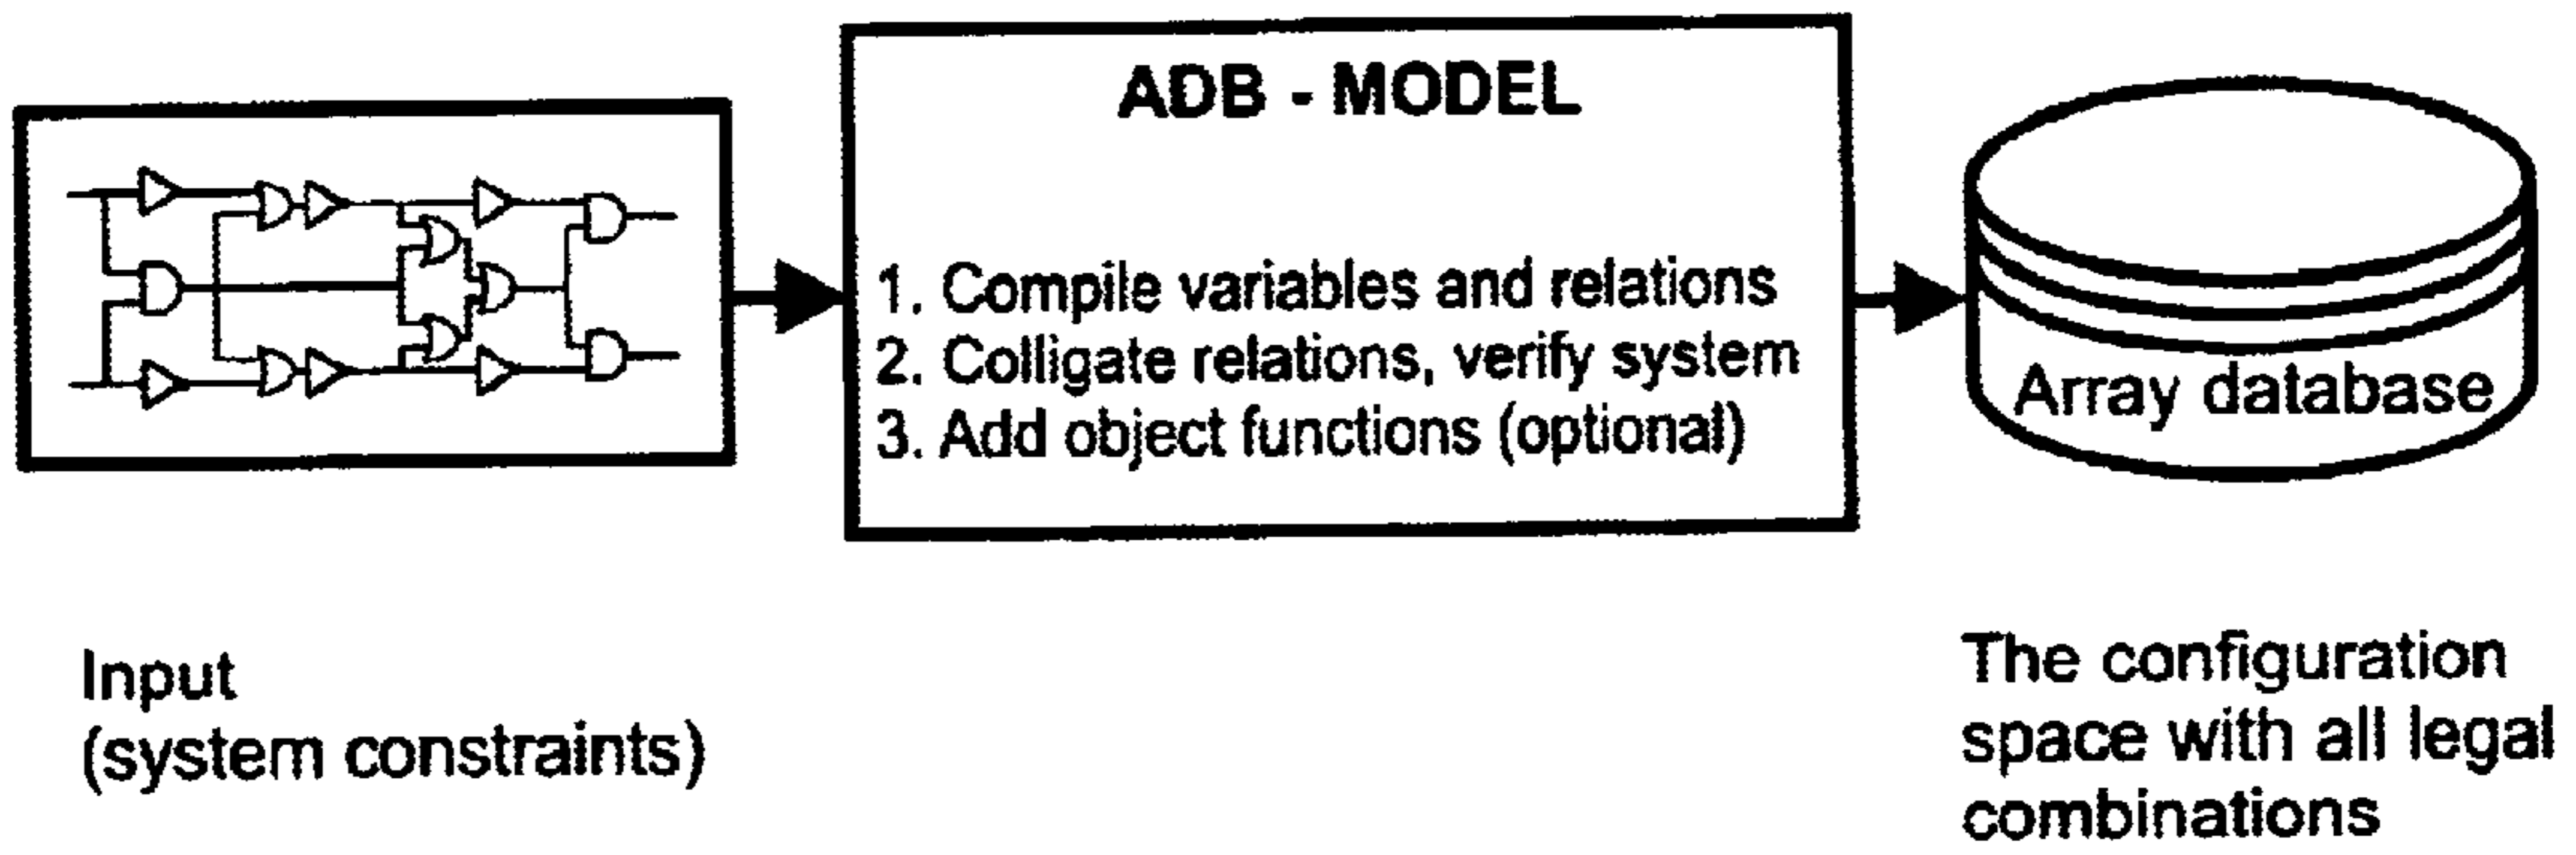 ADB - MODEL
1. Compile variables and relations
2. Colligate relations, verify system
3. Add object functions (optional)
Array database
Input
(system constraints)
The configuration
space with all legal
combinations